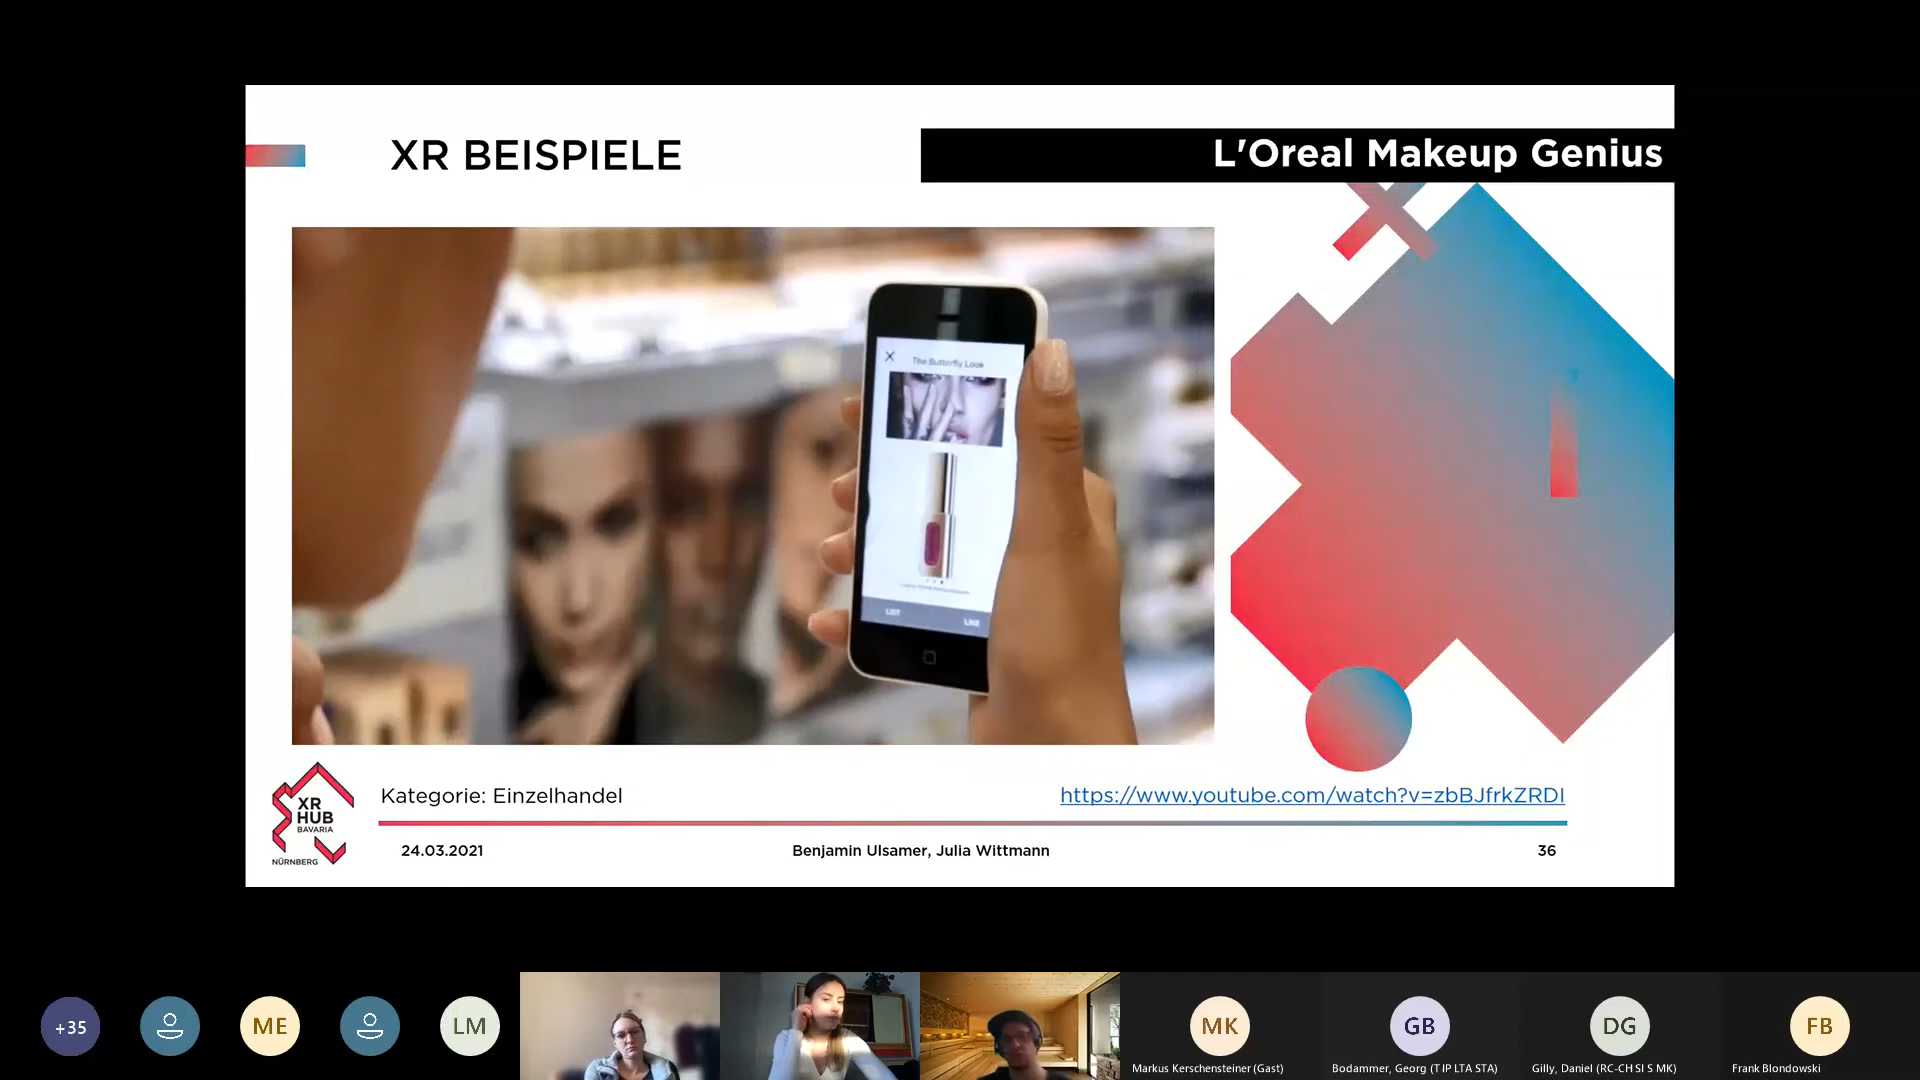 XR BEISPIELE
L'Oreal Makeup Genius
The Butterfly Look
LIST
LIKE
XR
HUB
BAVARIA
NÜRNBERG
Kategorie: Einzelhandel
https://www.youtube.com/watch?v=zbBJfrkZRDI
24.03.2021
Benjamin Ulsamer, Julia Wittmann
36
+35
ME
LM
MK
GB
DG
FB
Markus Kerschensteiner (Gast)
Bodammer, Georg (T IP LTA STA)
Gilly, Daniel (RC-CH SI S MK)
Frank Blondowski